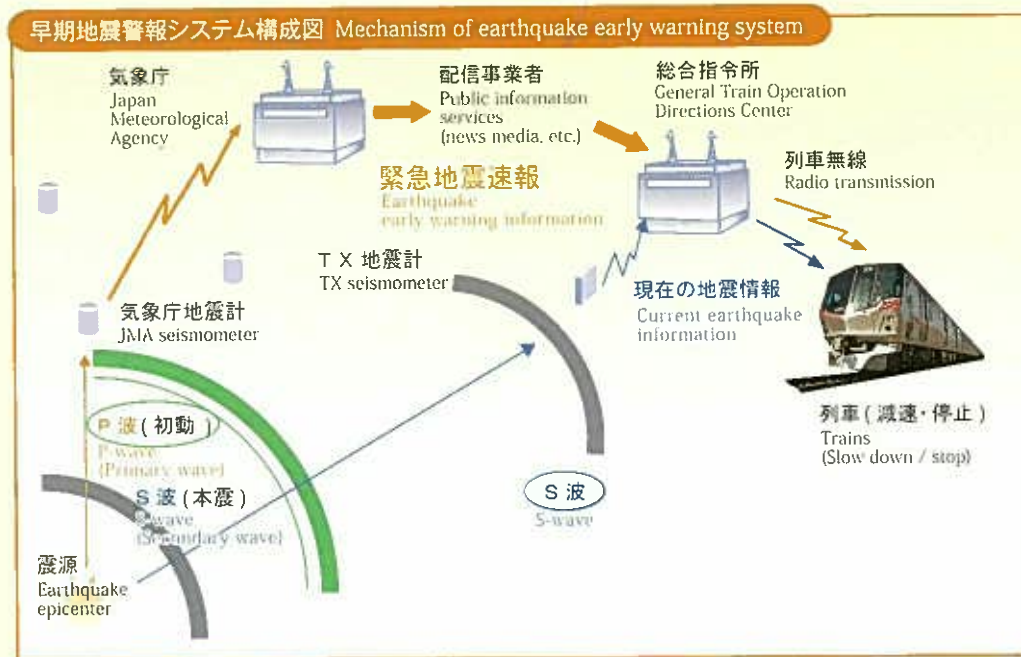 早期地震警報システム構成図 Mechanism of earthquake early warning system
気象庁
Japan
Meteorological
Agency
配信事業者
Public information
services
(news media, etc.)
総合指令所
General Train Operation
Directions Center
列車無線
Radio transmission
緊急地震速報
Earthquake
early warning information
TX地震計
TX seismometer
現在の地震情報
Current earthquake
information
気象庁地震計
JMA seismometer
P波(初動)
P-wave
(Primary wave)
S波(本震)
S-wave
(Secondary wave)
S波
S-wave
列車(減速・停止)
Trains
(Slow down / stop)
震源
Earthquake
epicenter